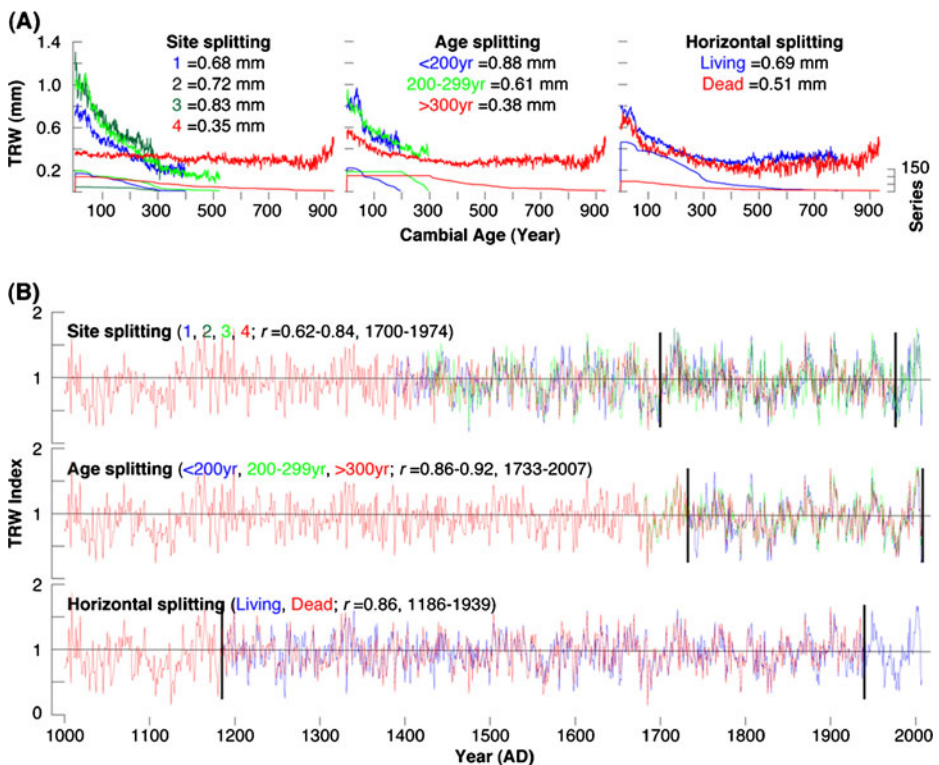 (A)
Site splitting
1 =0.68 mm
2 =0.72 mm
3 =0.83 mm
4 =0.35 mm
Age splitting
<200yr =0.88 mm
200-299yr =0.61 mm
>300yr =0.38 mm
Horizontal splitting
Living =0.69 mm
Dead =0.51 mm
TRW (mm)
1.4
1.0
0.6
0.2
150
Series
100 300 500 700 900 100 300 500 700 900 100 300 500 700 900
Cambial Age (Year)
(B)
2
Site splitting (1, 2, 3, 4; r=0.62-0.84, 1700-1974)
1
2
Age splitting (<200yr, 200-299yr, >300yr; r=0.86-0.92, 1733-2007)
1
TRW Index
2
Horizontal splitting (Living, Dead; r=0.86, 1186-1939)
1
0
1000 1100 1200 1300 1400 1500 1600 1700 1800 1900 2000
Year (AD)